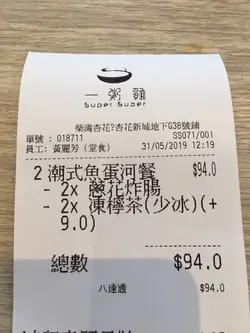 一粥麵
Super Super
柴灣杏花?杏花新城地下G38號鋪
單號 : 018711 SS071/001
員工: 黃麗芳 (堂食) 31/05/2019 12:19
2 潮式魚蛋河餐 $94.0
- 2x 蔥花炸腸
- 2x 凍檸茶(少冰)(+
9.0)
總數 $94.0
八達通 $94.0